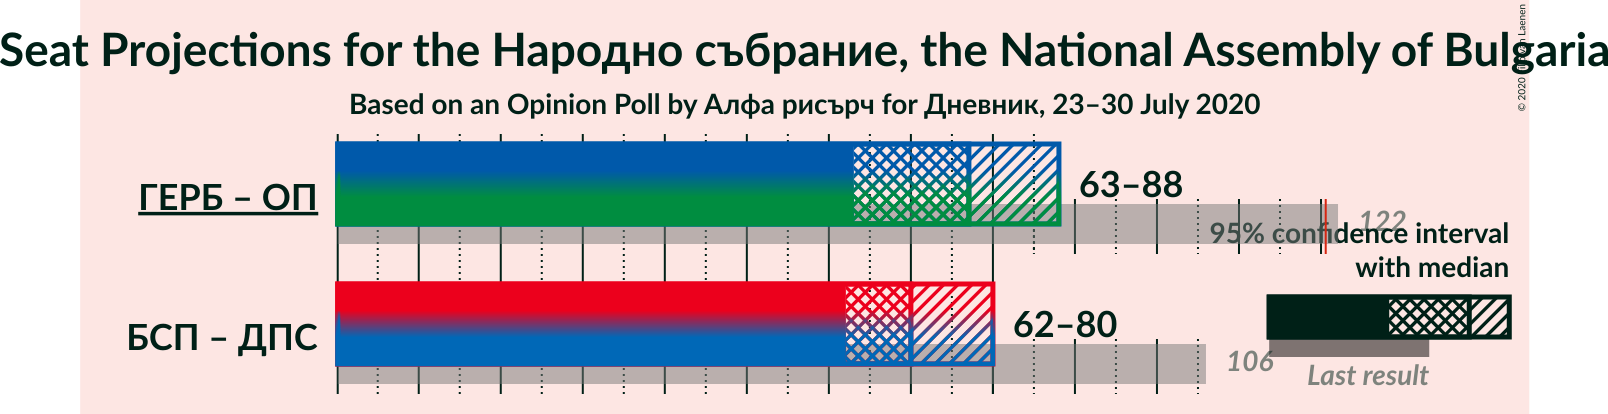 Seat Projections for the Народно събрание, the National Assembly of Bulgaria
Based on an Opinion Poll by Алфа рисърч for Дневник, 23–30 July 2020
ГЕРБ – ОП
63–88
122
95% confidence interval
with median
БСП – ДПС
62–80
106
Last result
© 2020 Laenen